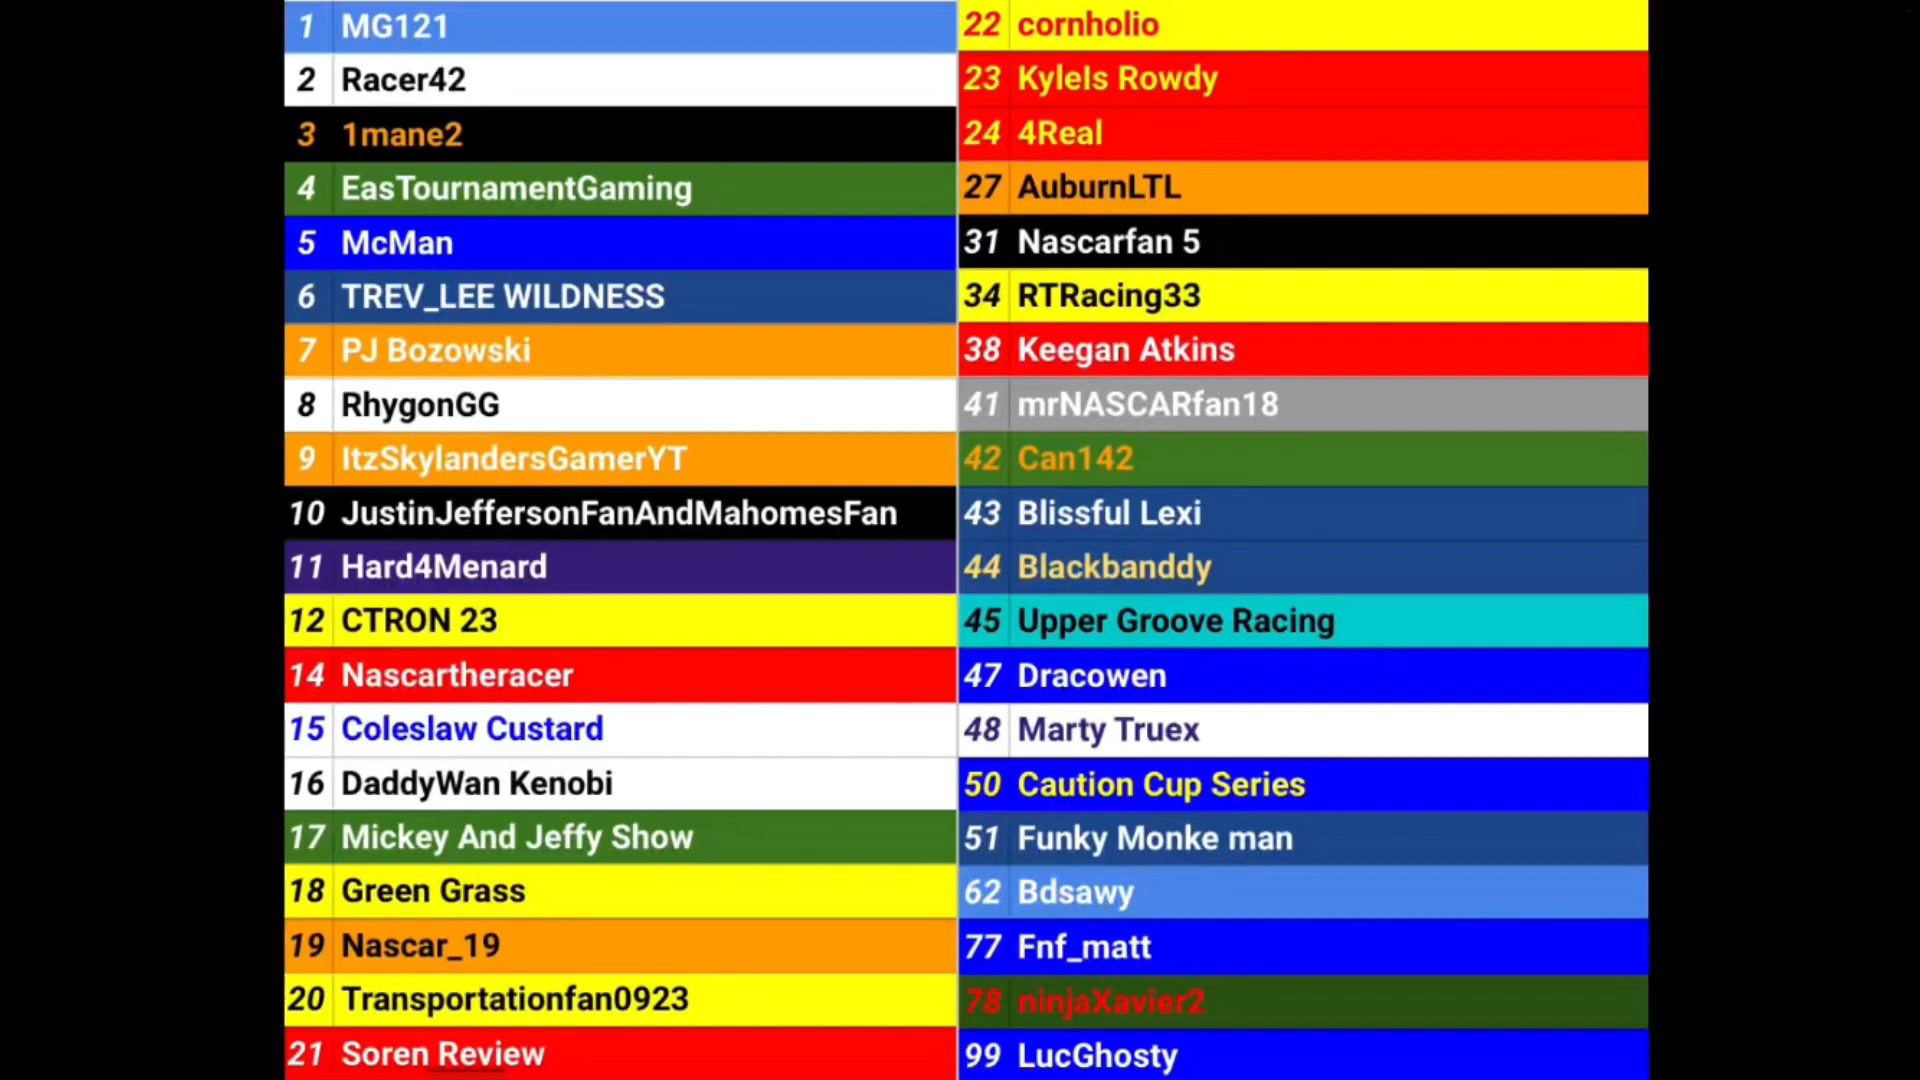 1 MG121
2 Racer42
3 1mane2
4 EasTournamentGaming
5 McMan
6 TREV_LEE WILDNESS
7 PJ Bozowski
8 RhygonGG
9 ItzSkylandersGamerYT
10 JustinJeffersonFanAndMahomesFan
11 Hard4Menard
12 CTRON 23
14 Nascartheracer
15 Coleslaw Custard
16 DaddyWan Kenobi
17 Mickey And Jeffy Show
18 Green Grass
19 Nascar_19
20 Transportationfan0923
21 Soren Review
22 cornholio
23 KyleIs Rowdy
24 4Real
27 AuburnLTL
31 Nascarfan 5
34 RTRacing33
38 Keegan Atkins
41 mrNASCARfan18
42 Can142
43 Blissful Lexi
44 Blackbanddy
45 Upper Groove Racing
47 Dracowen
48 Marty Truex
50 Caution Cup Series
51 Funky Monke man
62 Bdsawy
77 Fnf_matt
78 ninjaXavier2
99 LucGhosty